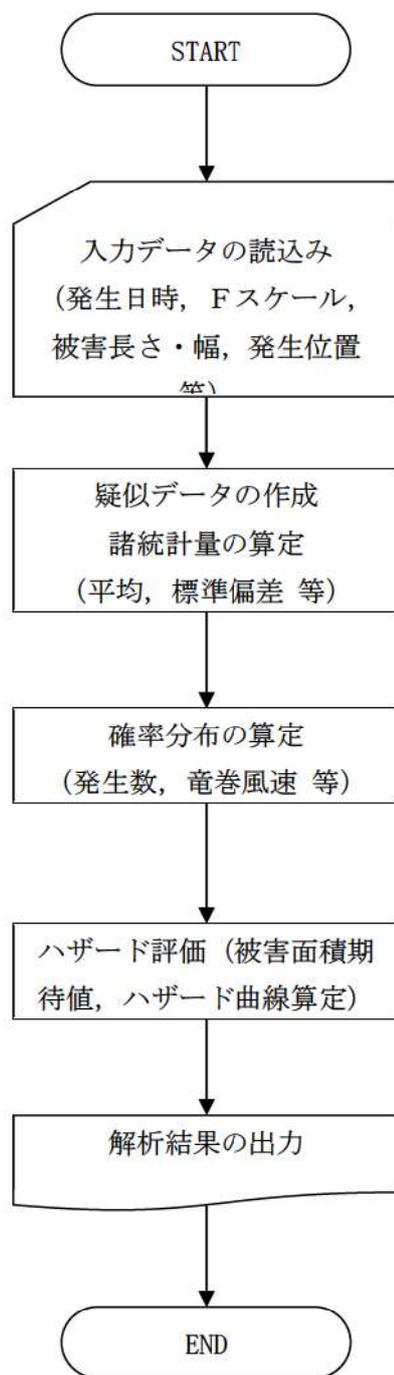 START
入力データの読込み
（発生日時，Ｆスケール，
被害長さ・幅，発生位置
等）
疑似データの作成
諸統計量の算定
（平均，標準偏差 等）
確率分布の算定
（発生数，竜巻風速 等）
ハザード評価（被害面積期
待値，ハザード曲線算定）
解析結果の出力
END